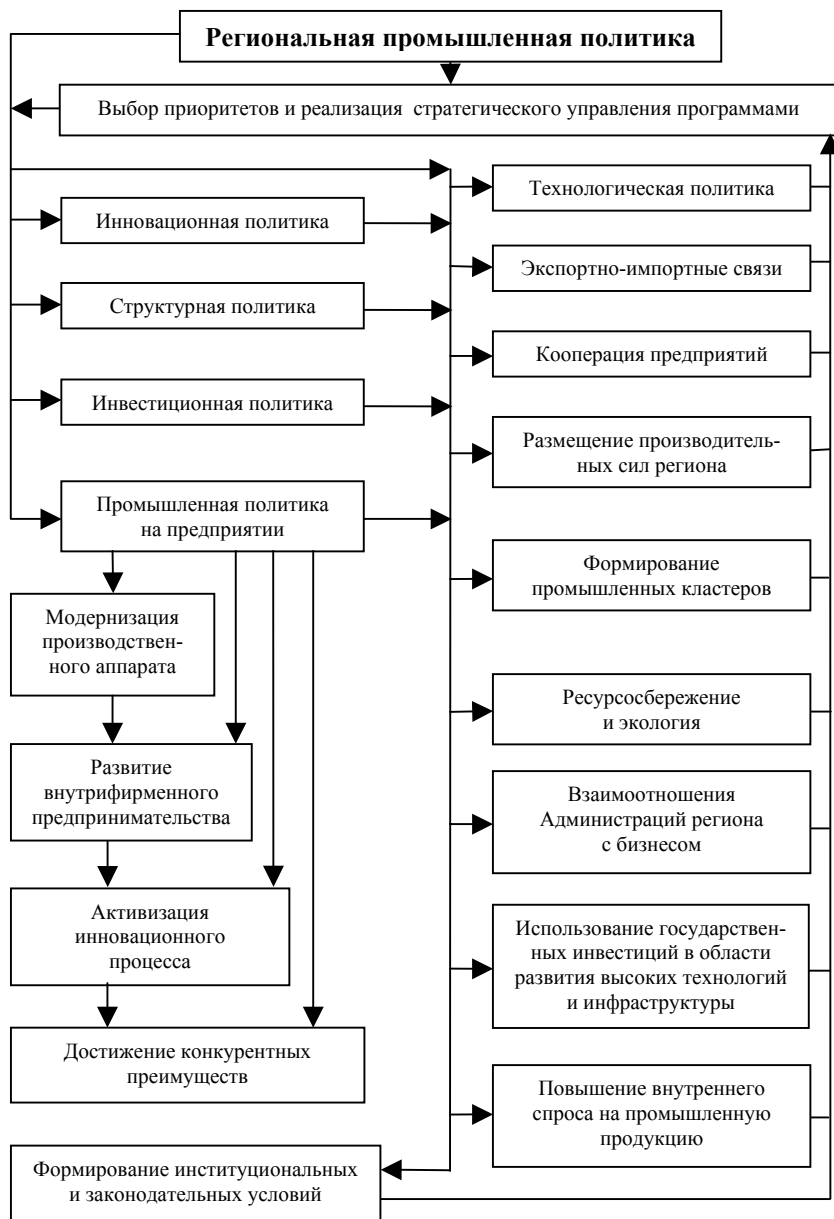 Региональная промышленная политика
Выбор приоритетов и реализация стратегического управления программами
Инновационная политика
Структурная политика
Инвестиционная политика
Промышленная политика
на предприятии
Модернизация
производствен-
ного аппарата
Развитие
внутрифирменного
предпринимательства
Активизация
инновационного
процесса
Достижение конкурентных
преимуществ
Формирование институциональных
и законодательных условий
Технологическая политика
Экспортно-импортные связи
Кооперация предприятий
Размещение производитель-
ных сил региона
Формирование
промышленных кластеров
Ресурсосбережение
и экология
Взаимоотношения
Администраций региона
с бизнесом
Использование государствен-
ных инвестиций в области
развития высоких технологий
и инфраструктуры
Повышение внутреннего
спроса на промышленную
продукцию